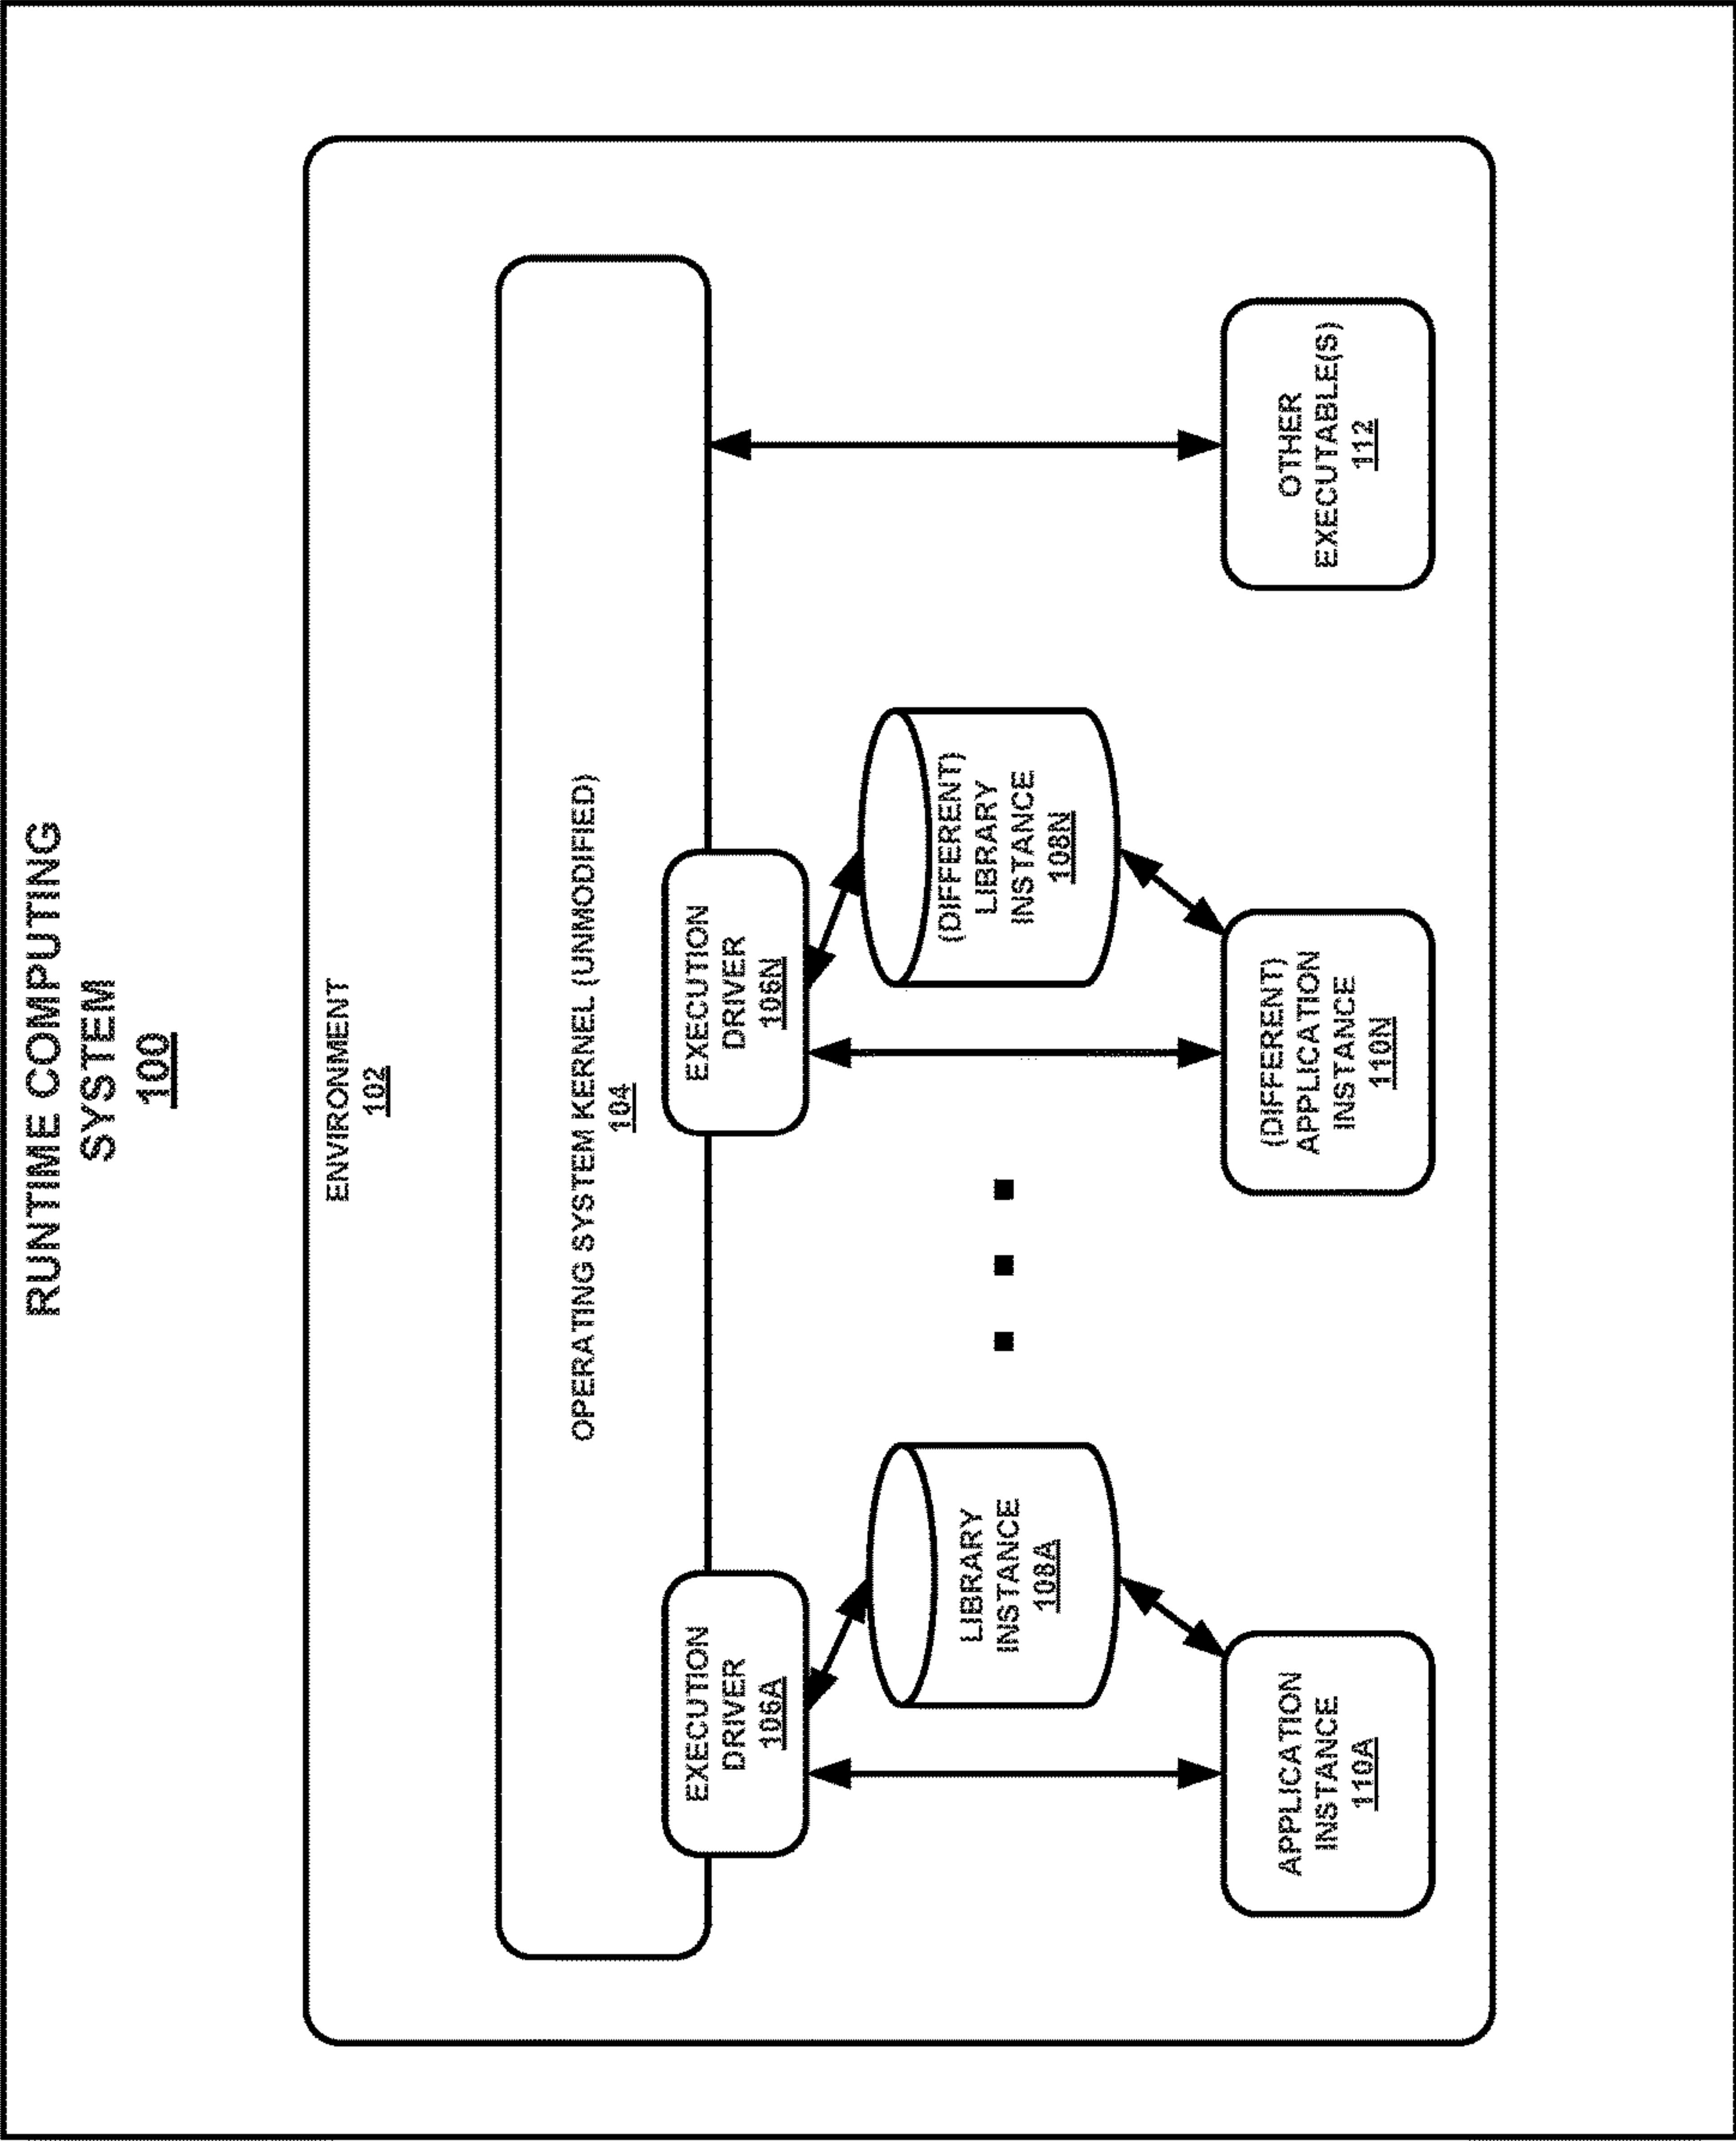 RUNTIME COMPUTING
SYSTEM
100
ENVIRONMENT
102
OPERATING SYSTEM KERNEL (UNMODIFIED)
104
EXECUTION
DRIVER
106A
EXECUTION
DRIVER
106N
LIBRARY
INSTANCE
108A
(DIFFERENT)
LIBRARY
INSTANCE
108N
APPLICATION
INSTANCE
110A
(DIFFERENT)
APPLICATION
INSTANCE
110N
OTHER
EXECUTABLE(S)
112